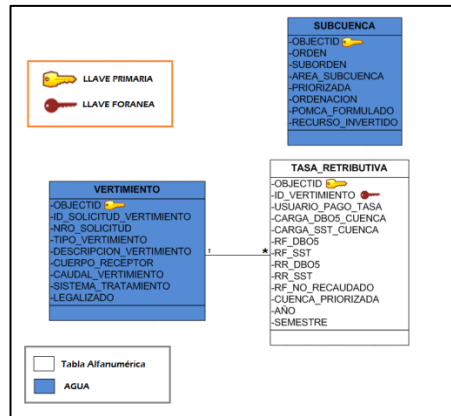 SUBCUENCA
-OBJECTID
-ORDEN
-SUBORDEN
-AREA_SUBCUENCA
-PRIORIZADA
-ORDENACION
-POMCA_FORMULADO
-RECURSO_INVERTIDO
LLAVE PRIMARIA
LLAVE FORANEA
TASA_RETRIBUTIVA
-OBJECTID
-ID_VERTIMIENTO
-USUARIO_PAGO_TASA
-CARGA_DBO5_CUENCA
-CARGA_SST_CUENCA
-RF_DBO5
-RF_SST
-RR_DBO5
-RR_SST
-RF_NO_RECAUDADO
-CUENCA_PRIORIZADA
-AÑO
-SEMESTRE
VERTIMIENTO
-OBJECTID
-ID_SOLICITUD_VERTIMIENTO
-NRO_SOLICITUD
-TIPO_VERTIMIENTO
-DESCRIPCION_VERTIMIENTO
-CUERPO_RECEPTOR
-CAUDAL_VERTIMIENTO
-SISTEMA_TRATAMIENTO
-LEGALIZADO
*
Tabla Alfanumérica
AGUA